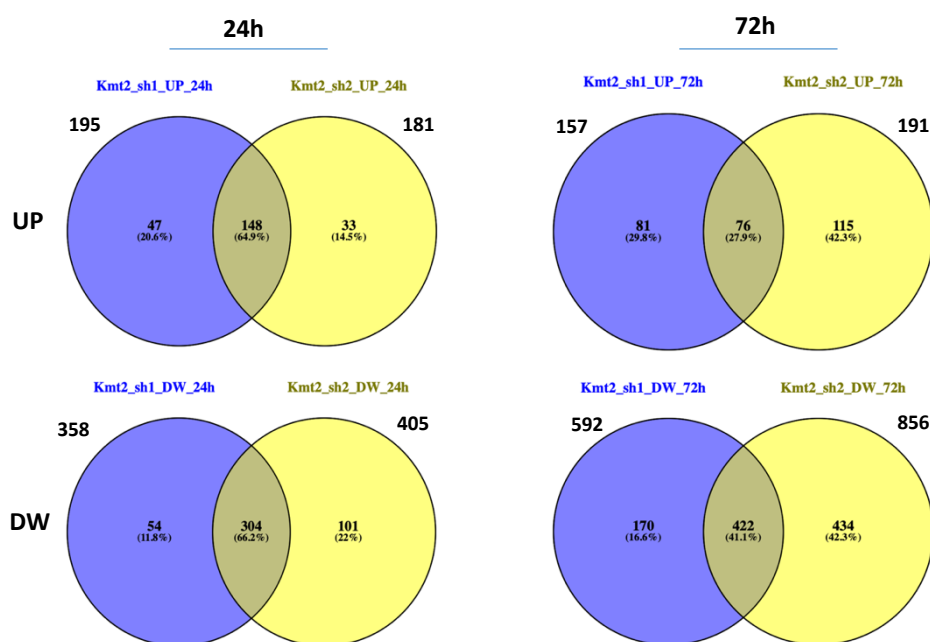 24h
72h
Kmt2_sh1_UP_24h
Kmt2_sh2_UP_24h
Kmt2_sh1_UP_72h
Kmt2_sh2_UP_72h
195
181
157
191
UP
47
(20.6%)
148
(64.9%)
33
(14.5%)
81
(29.8%)
76
(27.9%)
115
(42.3%)
Kmt2_sh1_DW_24h
Kmt2_sh2_DW_24h
Kmt2_sh1_DW_72h
Kmt2_sh2_DW_72h
358
405
592
856
DW
54
(11.8%)
304
(66.2%)
101
(22%)
170
(16.6%)
422
(41.1%)
434
(42.3%)